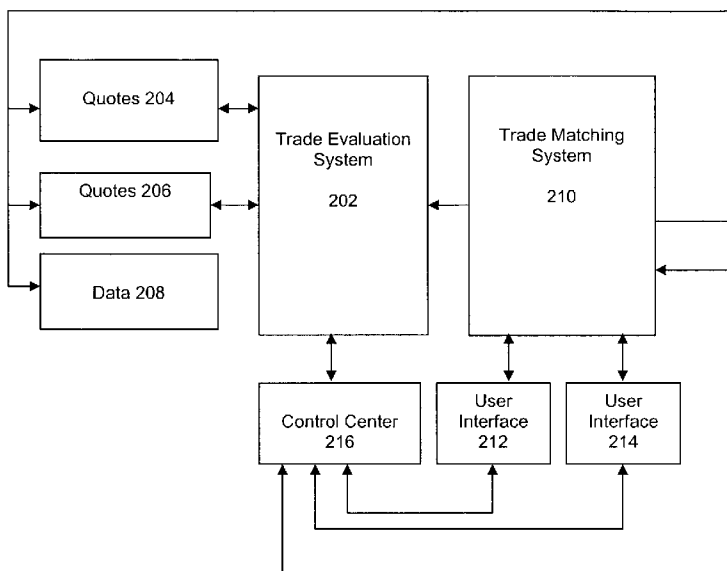 Quotes 204
Quotes 206
Data 208
Trade Evaluation
System
202
Trade Matching
System
210
Control Center
216
User
Interface
212
User
Interface
214